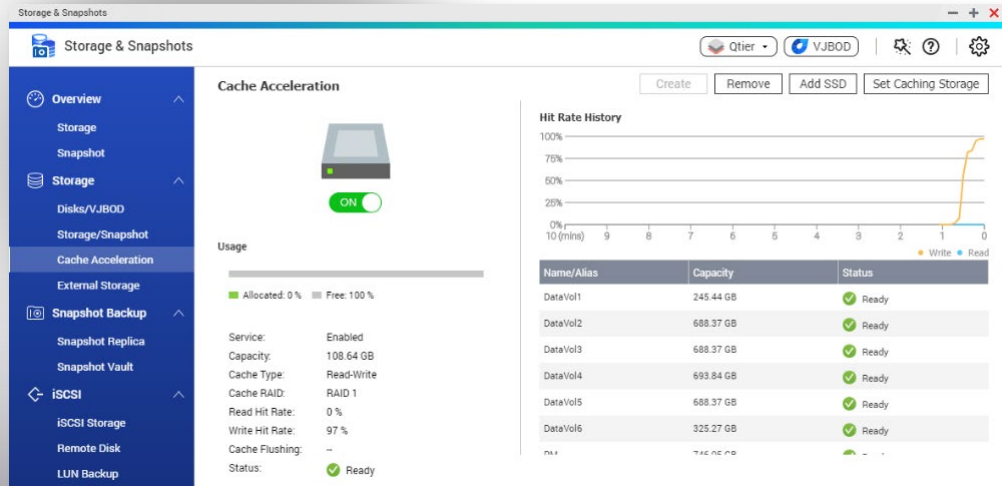 Storage & Snapshots
Storage & Snapshots
Qtier
VJBOD
Overview
Storage
Snapshot
Storage
Disks/VJBOD
Storage/Snapshot
Cache Acceleration
External Storage
Snapshot Backup
Snapshot Replica
Snapshot Vault
iSCSI
iSCSI Storage
Remote Disk
LUN Backup
Cache Acceleration
Create Remove Add SSD Set Caching Storage
ON
Usage
Allocated: 0 % Free: 100 %
Service: Enabled
Capacity: 108.64 GB
Cache Type: Read-Write
Cache RAID: RAID 1
Read Hit Rate: 0 %
Write Hit Rate: 97 %
Cache Flushing: --
Status: Ready
Hit Rate History
100%
75%
50%
25%
0%
10 (mins) 9 8 7 6 5 4 3 2 1 0
Write Read
Name/Alias Capacity Status
DataVol1 245.44 GB Ready
DataVol2 688.37 GB Ready
DataVol3 688.37 GB Ready
DataVol4 693.84 GB Ready
DataVol5 688.37 GB Ready
DataVol6 325.27 GB Ready